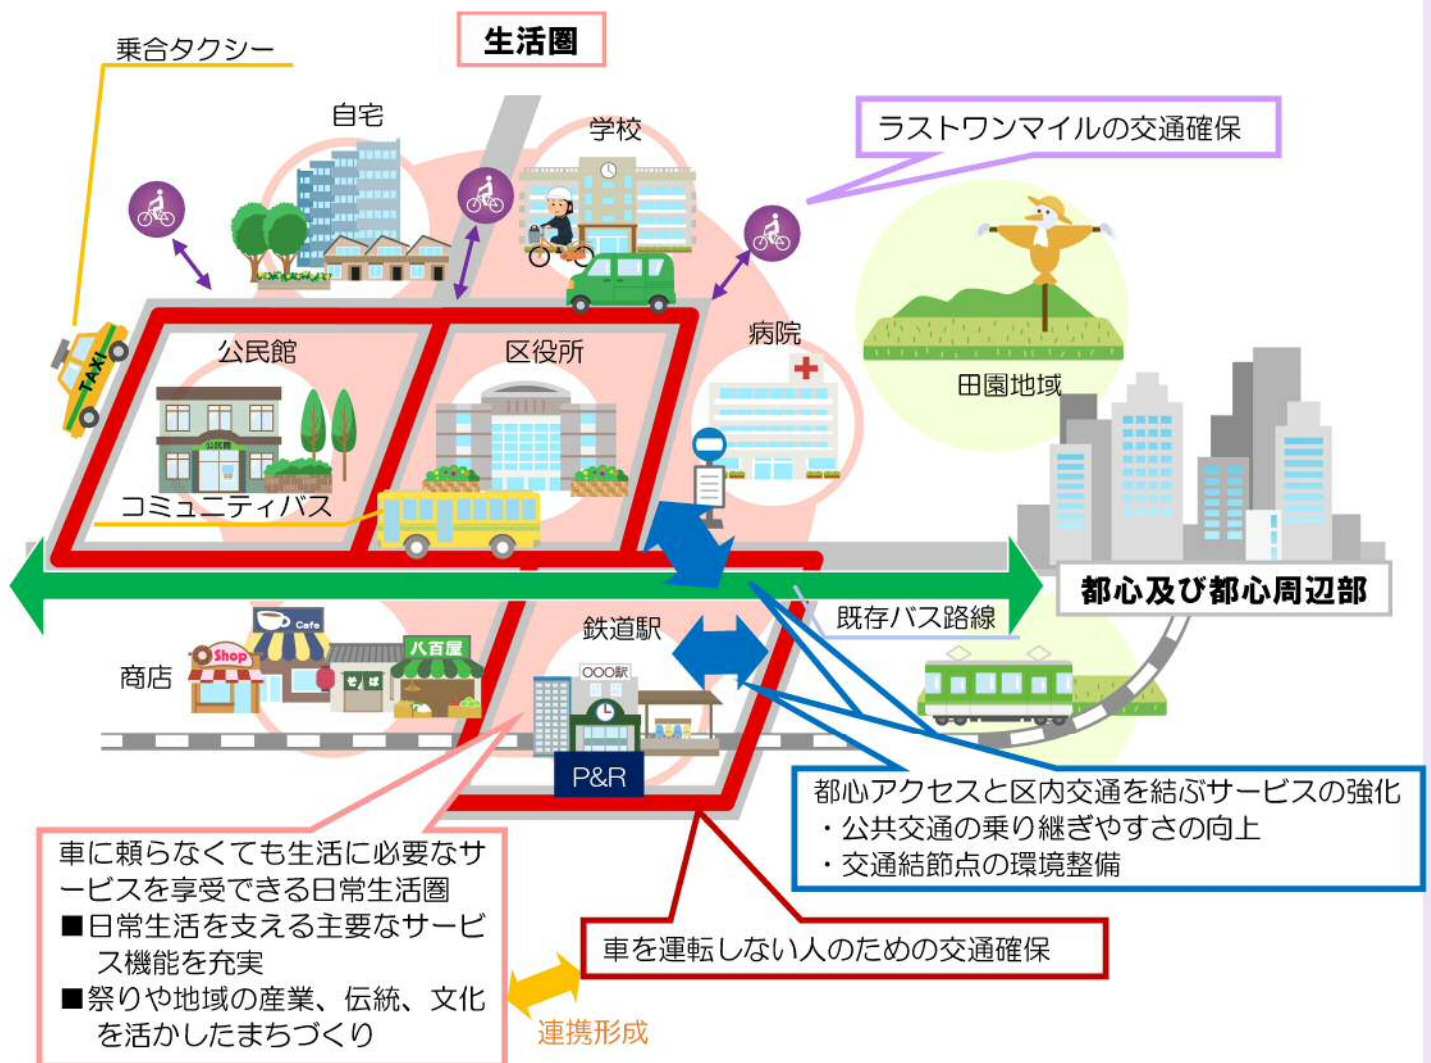 生活圏
乗合タクシー
自宅
学校
ラストワンマイルの交通確保
公民館
区役所
病院
田園地域
TAXI
公民館
コミュニティバス
都心及び都心周辺部
既存バス路線
鉄道駅
商店
Shop
Cafe
そば
八百屋
〇〇〇駅
P&R
都心アクセスと区内交通を結ぶサービスの強化
・公共交通の乗り継ぎやすさの向上
・交通結節点の環境整備
車に頼らなくても生活に必要なサ
ービスを享受できる日常生活圏
■日常生活を支える主要なサービ
ス機能を充実
■祭りや地域の産業、伝統、文化
を活かしたまちづくり
車を運転しない人のための交通確保
連携形成